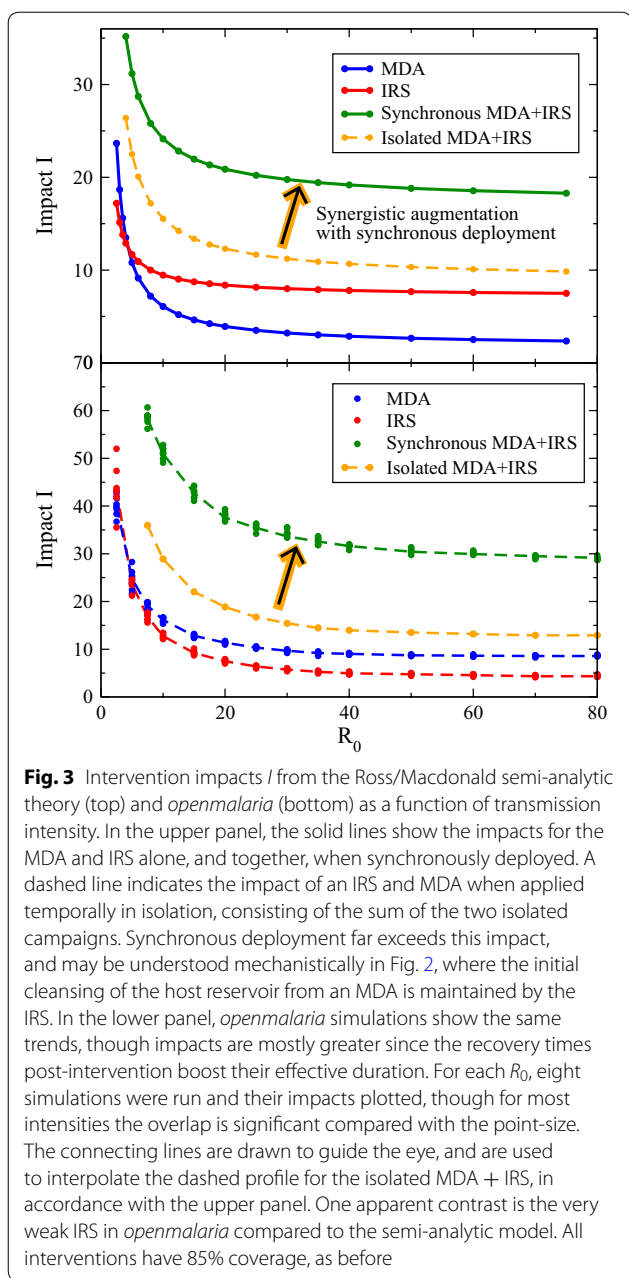 30
20
10
0
Impact I
MDA
IRS
Synchronous MDA+IRS
Isolated MDA+IRS
Synergistic augmentation
with synchronous deployment
70
60
50
40
30
20
10
0
Impact I
MDA
IRS
Synchronous MDA+IRS
Isolated MDA+IRS
0 20 40 60 80
R0
Fig. 3 Intervention impacts I from the Ross/Macdonald semi-analytic
theory (top) and openmalaria (bottom) as a function of transmission
intensity. In the upper panel, the solid lines show the impacts for the
MDA and IRS alone, and together, when synchronously deployed. A
dashed line indicates the impact of an IRS and MDA when applied
temporally in isolation, consisting of the sum of the two isolated
campaigns. Synchronous deployment far exceeds this impact,
and may be understood mechanistically in Fig. 2, where the initial
cleansing of the host reservoir from an MDA is maintained by the
IRS. In the lower panel, openmalaria simulations show the same
trends, though impacts are mostly greater since the recovery times
post-intervention boost their effective duration. For each R0, eight
simulations were run and their impacts plotted, though for most
intensities the overlap is significant compared with the point-size.
The connecting lines are drawn to guide the eye, and are used
to interpolate the dashed profile for the isolated MDA + IRS, in
accordance with the upper panel. One apparent contrast is the very
weak IRS in openmalaria compared to the semi-analytic model. All
interventions have 85% coverage, as before